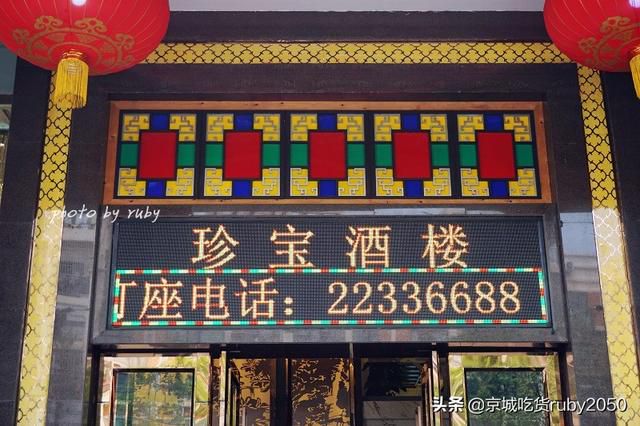 photo by ruby
珍宝酒楼
订座电话：22336688
头条 @京城吃货ruby2050